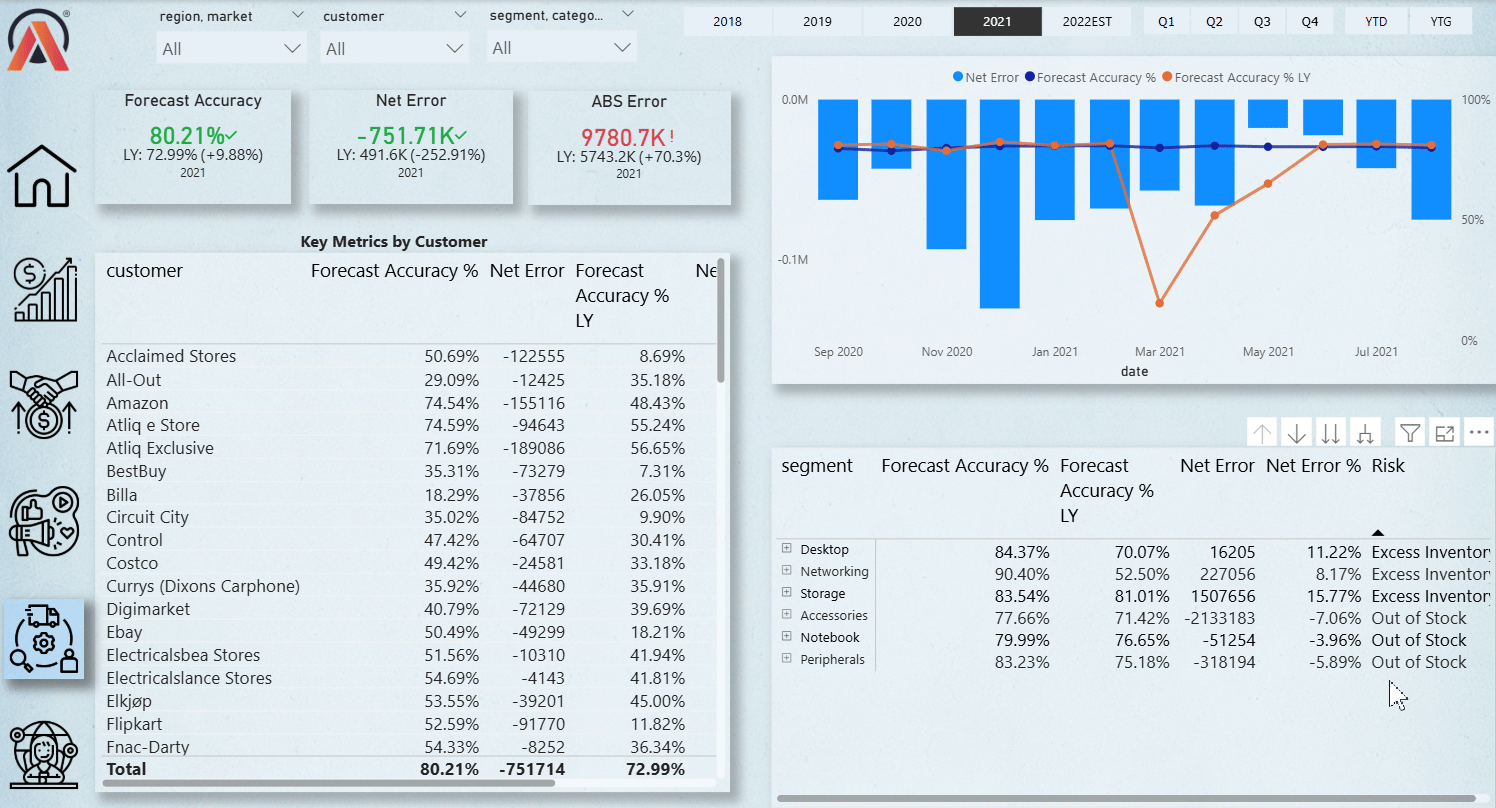 region, market
customer
segment, catego...
All
All
All
2018 2019 2020 2021 2022EST Q1 Q2 Q3 Q4 YTD YTG
®
Forecast Accuracy
80.21%
LY: 72.99% (+9.88%)
2021
Net Error
-751.71K
LY: 491.6K (-252.91%)
2021
ABS Error
9780.7K !
LY: 5743.2K (+70.3%)
2021
Net Error Forecast Accuracy % Forecast Accuracy % LY
0.0M
-0.1M
100%
50%
0%
Sep 2020 Nov 2020 Jan 2021 Mar 2021 May 2021 Jul 2021
date
Key Metrics by Customer
customer Forecast Accuracy % Net Error Forecast Accuracy % LY Ne
Acclaimed Stores 50.69% -122555 8.69%
All-Out 29.09% -12425 35.18%
Amazon 74.54% -155116 48.43%
Atliq e Store 74.59% -94643 55.24%
Atliq Exclusive 71.69% -189086 56.65%
BestBuy 35.31% -73279 7.31%
Billa 18.29% -37856 26.05%
Circuit City 35.02% -84752 9.90%
Control 47.42% -64707 30.41%
Costco 49.42% -24581 33.18%
Currys (Dixons Carphone) 35.92% -44680 35.91%
Digimarket 40.79% -72129 39.69%
Ebay 50.49% -49299 18.21%
Electricalsbea Stores 51.56% -10310 41.94%
Electricalslance Stores 54.69% -4143 41.81%
Elkjøp 53.55% -39201 45.00%
Flipkart 52.59% -91770 11.82%
Fnac-Darty 54.33% -8252 36.34%
Total 80.21% -751714 72.99%
segment Forecast Accuracy % Forecast Accuracy % LY Net Error Net Error % Risk
Desktop 84.37% 70.07% 16205 11.22% Excess Inventory
Networking 90.40% 52.50% 227056 8.17% Excess Inventory
Storage 83.54% 81.01% 1507656 15.77% Excess Inventory
Accessories 77.66% 71.42% -2133183 -7.06% Out of Stock
Notebook 79.99% 76.65% -51254 -3.96% Out of Stock
Peripherals 83.23% 75.18% -318194 -5.89% Out of Stock